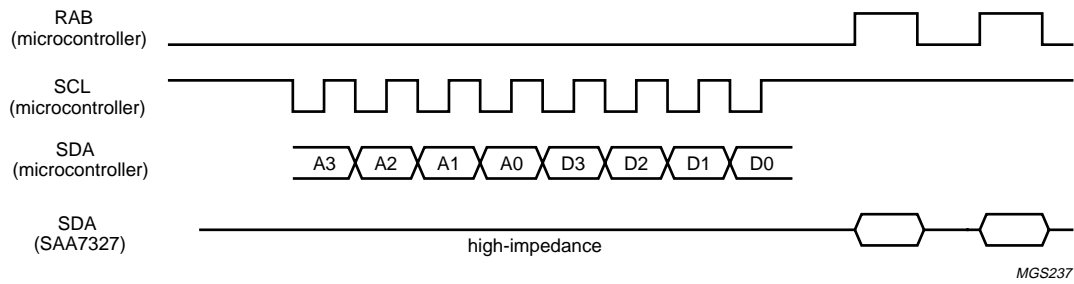 RAB
(microcontroller)
SCL
(microcontroller)
SDA
(microcontroller)
A3 A2 A1 A0 D3 D2 D1 D0
SDA
(SAA7327)
high-impedance
MGS237